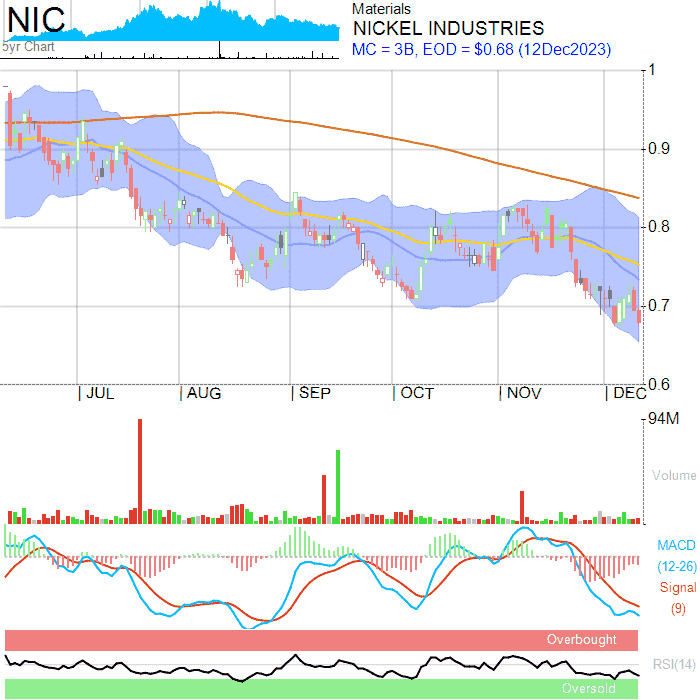 NIC
5yr Chart
Materials
NICKEL INDUSTRIES
MC = 3B, EOD = $0.68 (12Dec2023)
1
0.9
0.8
0.7
0.6
JUL AUG SEP OCT NOV DEC
94M
Volume
MACD
(12-26)
Signal
(9)
Overbought
RSI(14)
Oversold